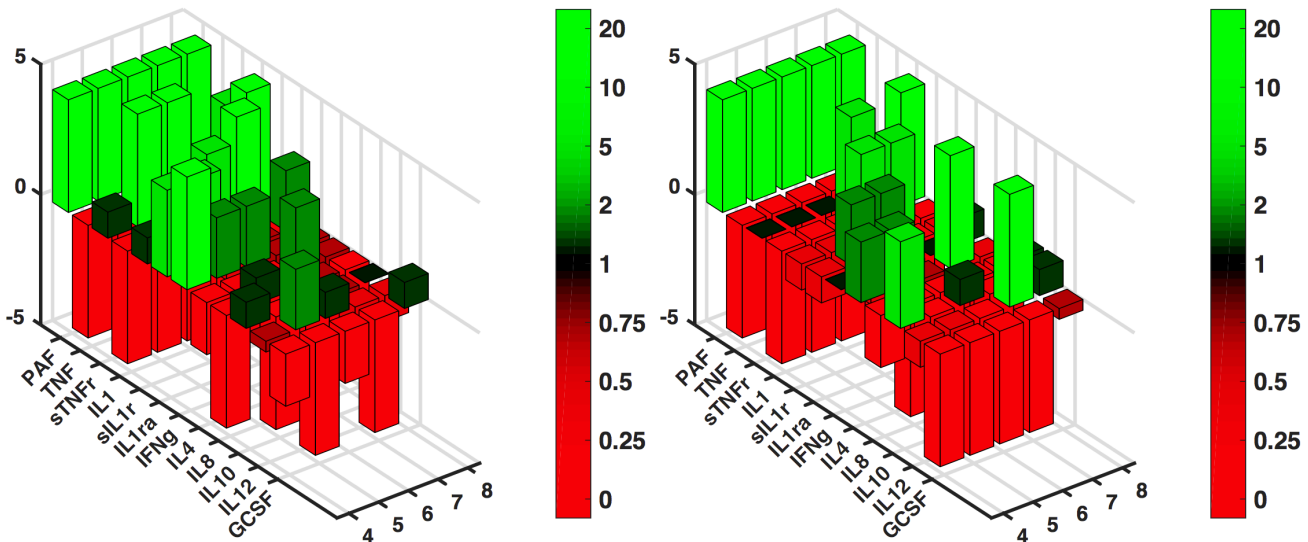 5
0
-5
PAF
TNF
sTNFr
IL1
sIL1r
IL1ra
IFNg
IL4
IL8
IL10
IL12
GCSF
4
5
6
7
8
20
10
5
2
1
0.75
0.5
0.25
0
5
0
-5
PAF
TNF
sTNFr
IL1
sIL1r
IL1ra
IFNg
IL4
IL8
IL10
IL12
GCSF
4
5
6
7
8
20
10
5
2
1
0.75
0.5
0.25
0